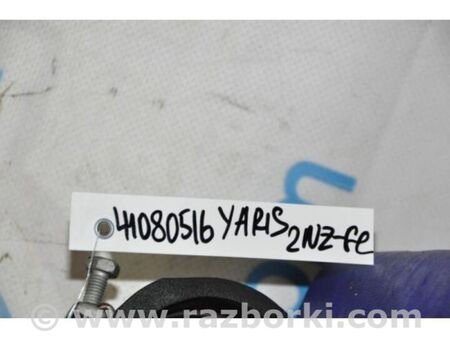 41080516 YARIS 2NZ-fe
© www.razborki.com